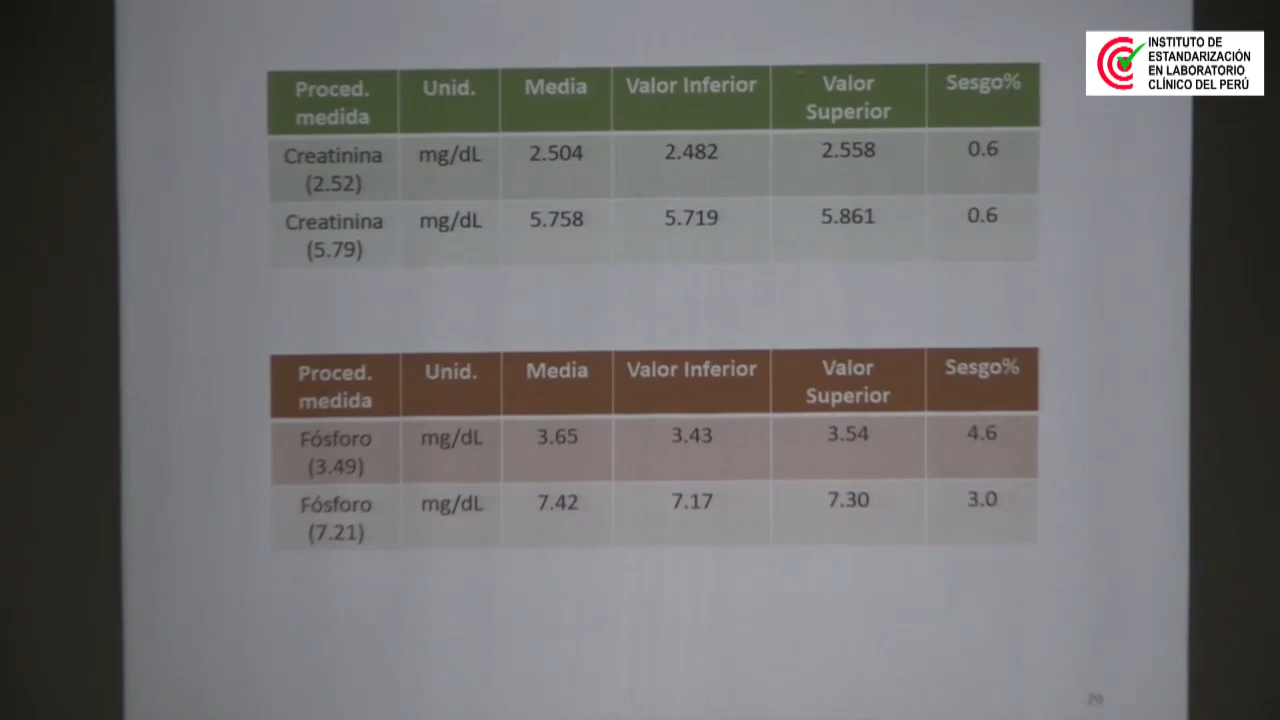 INSTITUTO DE
ESTANDARIZACIÓN
EN LABORATORIO
CLÍNICO DEL PERÚ
Proced. medida Unid. Media Valor Inferior Valor Superior Sesgo%
Creatinina (2.52) mg/dL 2.504 2.482 2.558 0.6
Creatinina (5.79) mg/dL 5.758 5.719 5.861 0.6
Proced. medida Unid. Media Valor Inferior Valor Superior Sesgo%
Fósforo (3.49) mg/dL 3.65 3.43 3.54 4.6
Fósforo (7.21) mg/dL 7.42 7.17 7.30 3.0